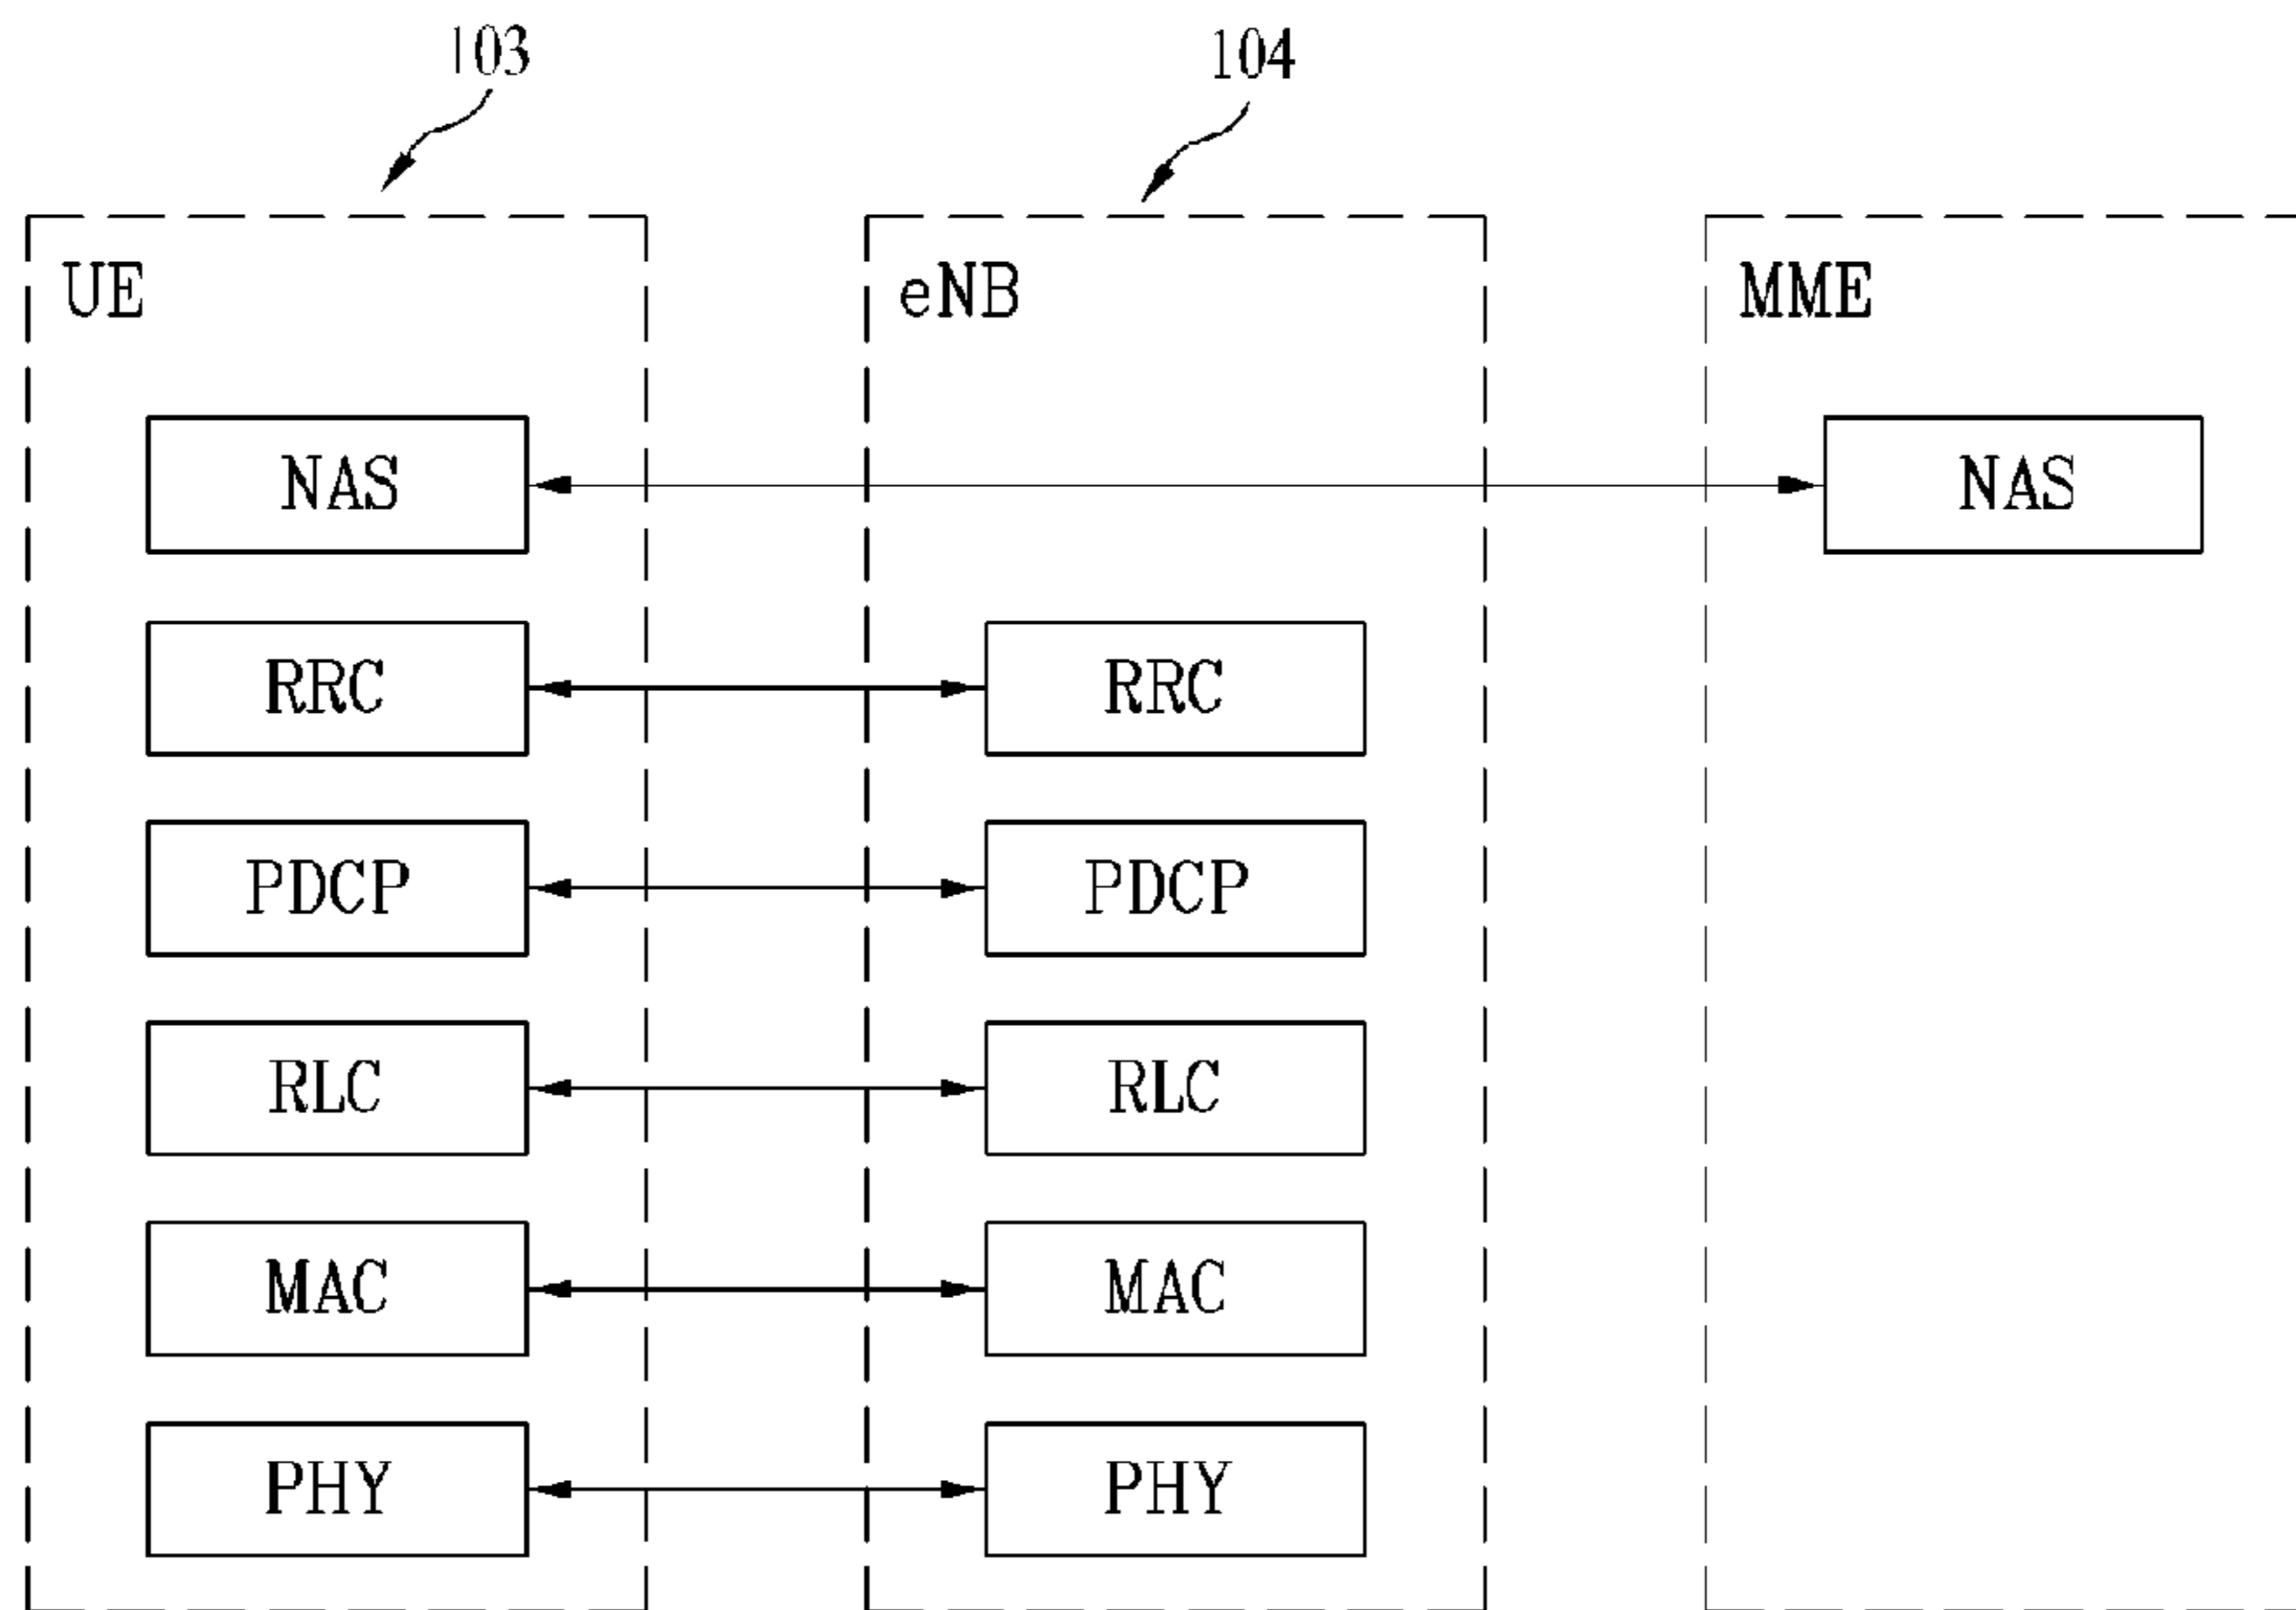 103
104
UE
eNB
MME
NAS
NAS
RRC
RRC
PDCP
PDCP
RLC
RLC
MAC
MAC
PHY
PHY